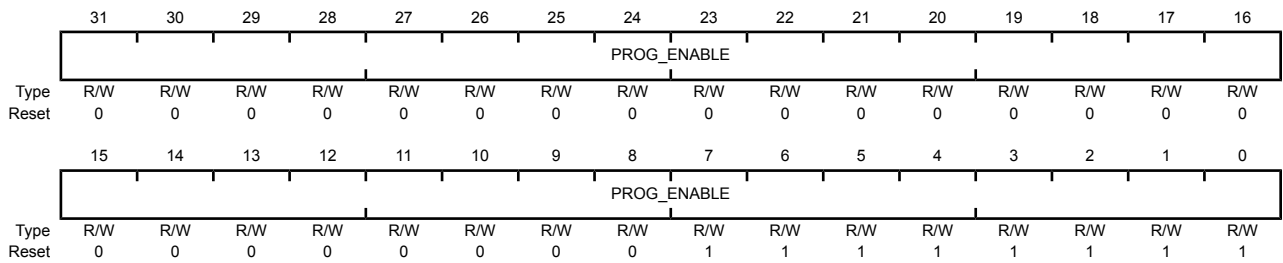 31 30 29 28 27 26 25 24 23 22 21 20 19 18 17 16
PROG_ENABLE
Type R/W R/W R/W R/W R/W R/W R/W R/W R/W R/W R/W R/W R/W R/W R/W R/W
Reset 0 0 0 0 0 0 0 0 0 0 0 0 0 0 0 0
15 14 13 12 11 10 9 8 7 6 5 4 3 2 1 0
PROG_ENABLE
Type R/W R/W R/W R/W R/W R/W R/W R/W R/W R/W R/W R/W R/W R/W R/W R/W
Reset 0 0 0 0 0 0 0 0 1 1 1 1 1 1 1 1